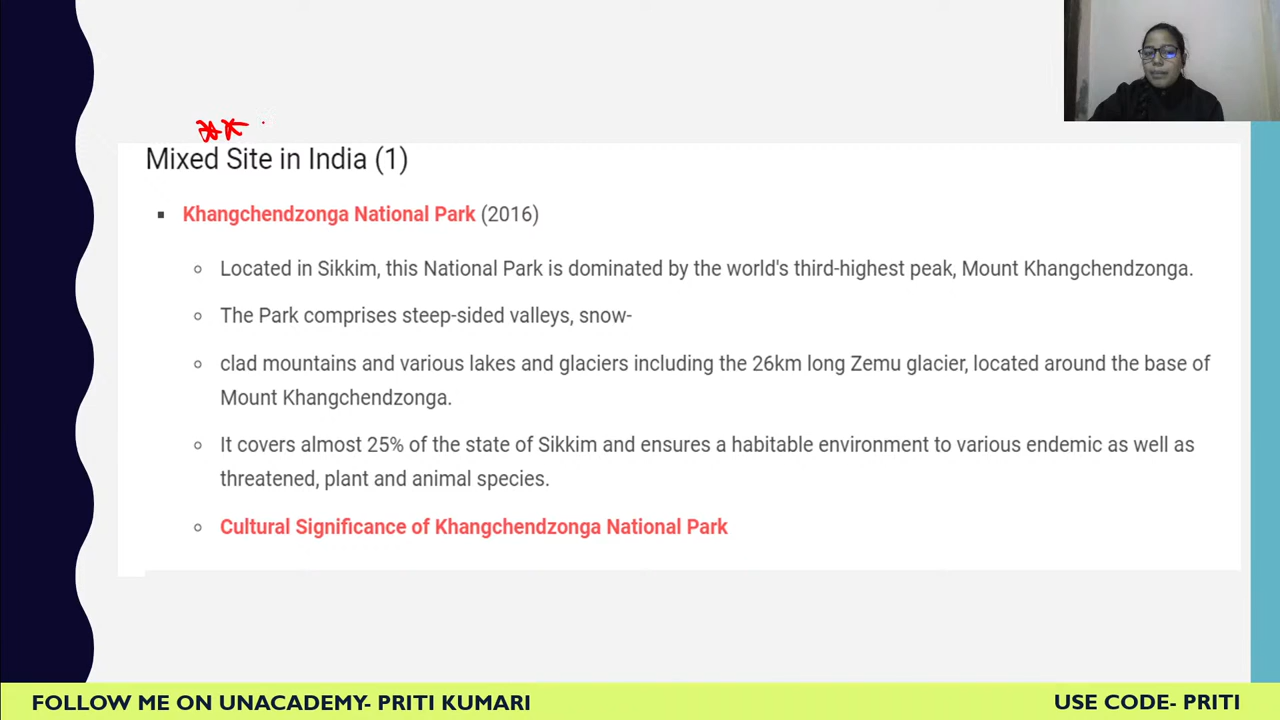 Mixed Site in India (1)
▪ Khangchendzonga National Park (2016)
○ Located in Sikkim, this National Park is dominated by the world's third-highest peak, Mount Khangchendzonga.
○ The Park comprises steep-sided valleys, snow-
○ clad mountains and various lakes and glaciers including the 26km long Zemu glacier, located around the base of
Mount Khangchendzonga.
○ It covers almost 25% of the state of Sikkim and ensures a habitable environment to various endemic as well as
threatened, plant and animal species.
○ Cultural Significance of Khangchendzonga National Park
FOLLOW ME ON UNACADEMY- PRITI KUMARI
USE CODE- PRITI